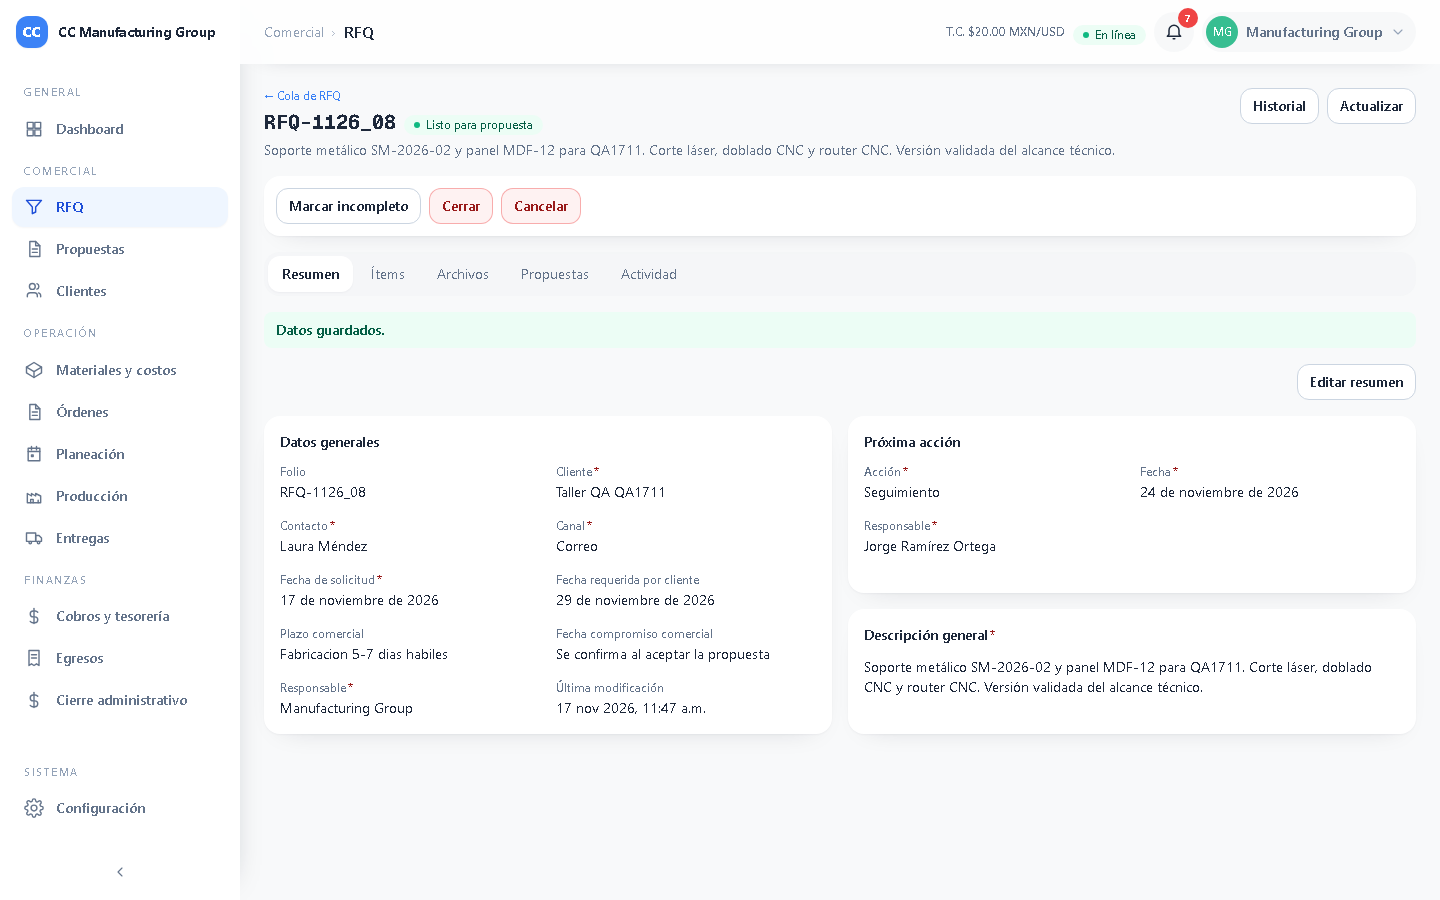 CC CC Manufacturing Group
GENERAL
Dashboard
COMERCIAL
RFQ
Propuestas
Clientes
OPERACIÓN
Materiales y costos
Órdenes
Planeación
Producción
Entregas
FINANZAS
Cobros y tesorería
Egresos
Cierre administrativo
SISTEMA
Configuración
Comercial › RFQ
T.C. $20.00 MXN/USD
En línea
7
MG Manufacturing Group
← Cola de RFQ
RFQ-1126_08 Listo para propuesta
Soporte metálico SM-2026-02 y panel MDF-12 para QA1711. Corte láser, doblado CNC y router CNC. Versión validada del alcance técnico.
Historial Actualizar
Marcar incompleto Cerrar Cancelar
Resumen Ítems Archivos Propuestas Actividad
Datos guardados.
Editar resumen
Datos generales
Folio
RFQ-1126_08
Cliente*
Taller QA QA1711
Contacto*
Laura Méndez
Canal*
Correo
Fecha de solicitud*
17 de noviembre de 2026
Fecha requerida por cliente
29 de noviembre de 2026
Plazo comercial
Fabricacion 5-7 dias habiles
Fecha compromiso comercial
Se confirma al aceptar la propuesta
Responsable*
Manufacturing Group
Última modificación
17 nov 2026, 11:47 a.m.
Próxima acción
Acción*
Seguimiento
Fecha*
24 de noviembre de 2026
Responsable*
Jorge Ramírez Ortega
Descripción general*
Soporte metálico SM-2026-02 y panel MDF-12 para QA1711. Corte láser, doblado
CNC y router CNC. Versión validada del alcance técnico.